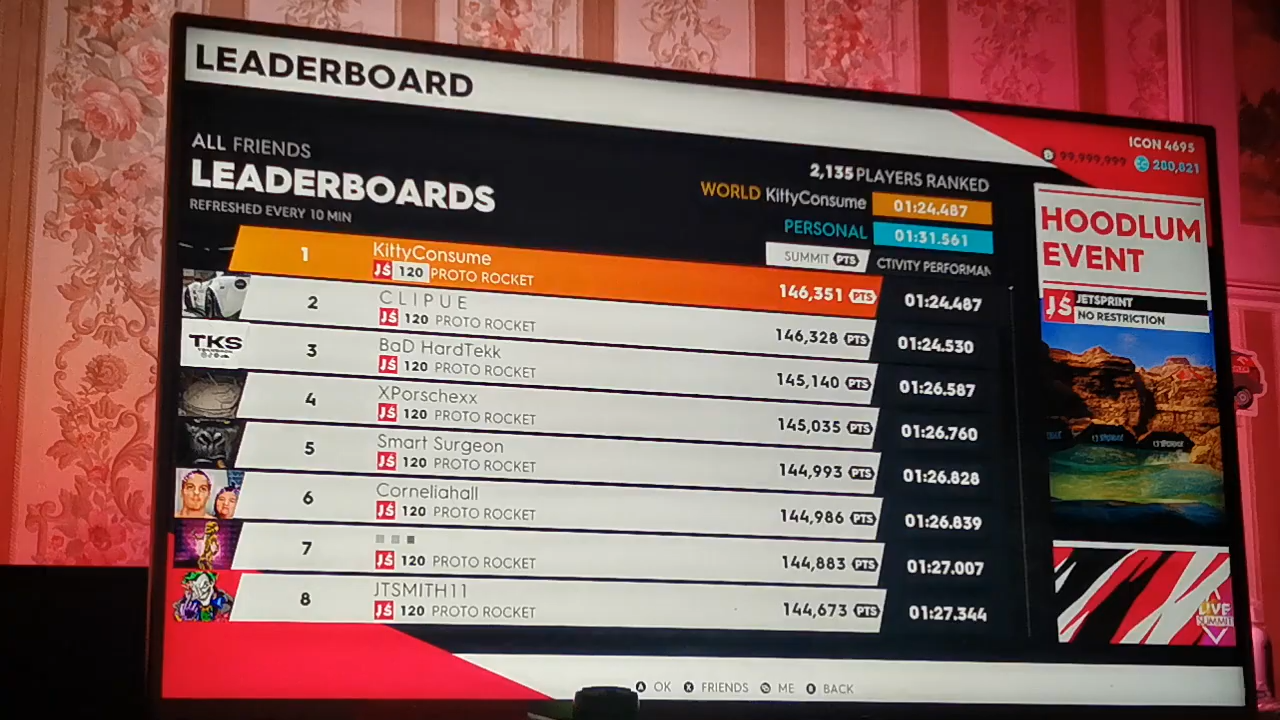 LEADERBOARD
ICON 4695
99,999,999 280,821
ALL FRIENDS
LEADERBOARDS
REFRESHED EVERY 10 MIN
2,135 PLAYERS RANKED
WORLD KittyConsume 01:24.487
PERSONAL 01:31.561
SUMMIT PTS CTIVITY PERFORMAN
HOODLUM
EVENT
JS JETSPRINT
NO RESTRICTION
1 KittyConsume
JS 120 PROTO ROCKET 146,351 PTS 01:24.487
2 CLIPUE
JS 120 PROTO ROCKET 146,328 PTS 01:24.530
TKS
3 BaD HardTekk
JS 120 PROTO ROCKET 145,140 PTS 01:26.587
4 XPorschexx
JS 120 PROTO ROCKET 145,035 PTS 01:26.760
5 Smart Surgeon
JS 120 PROTO ROCKET 144,993 PTS 01:26.828
6 Corneliahall
JS 120 PROTO ROCKET 144,986 PTS 01:26.839
7
JS 120 PROTO ROCKET 144,883 PTS 01:27.007
8 JTSMITH11
JS 120 PROTO ROCKET 144,673 PTS 01:27.344
LIVE
SUMMIT
A OK X FRIENDS ME B BACK